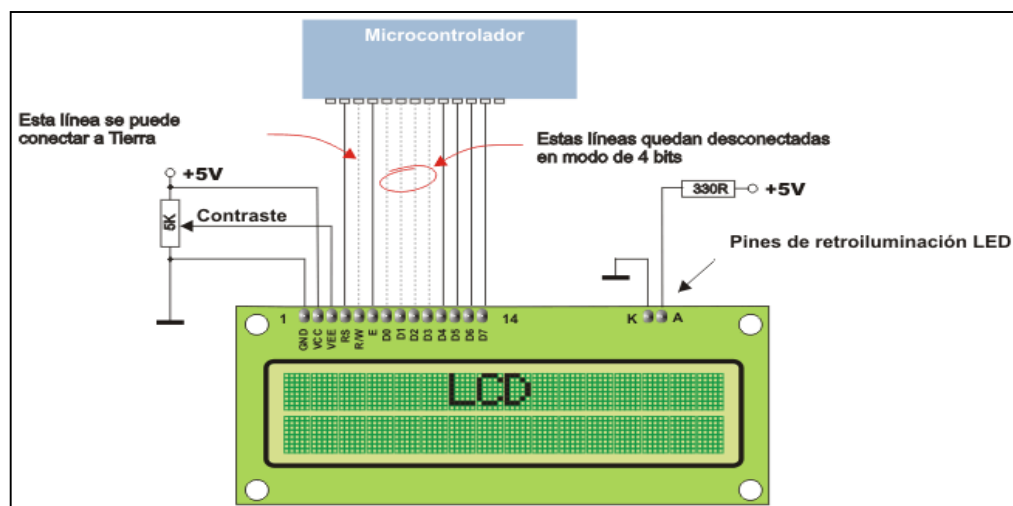 Microcontrolador
Esta línea se puede
conectar a Tierra
Estas líneas quedan desconectadas
en modo de 4 bits
+5V
5K
Contraste
330R
+5V
Pines de retroiluminación LED
1
14
K
A
GND
VCC
VEE
RS
R/W
E
D0
D1
D2
D3
D4
D5
D6
D7
LCD